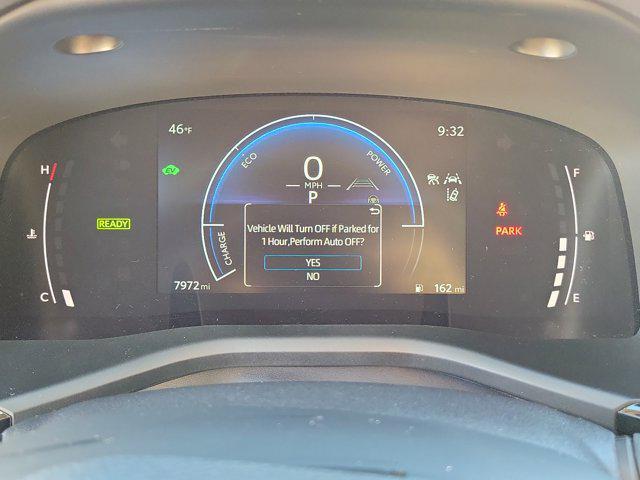 46°F
9:32
H
F
ECO
POWER
EV
0
MPH
P
READY
PARK
CHARGE
Vehicle Will Turn OFF if Parked for
1 Hour,Perform Auto OFF?
YES
NO
7972 mi
162 mi
C
E